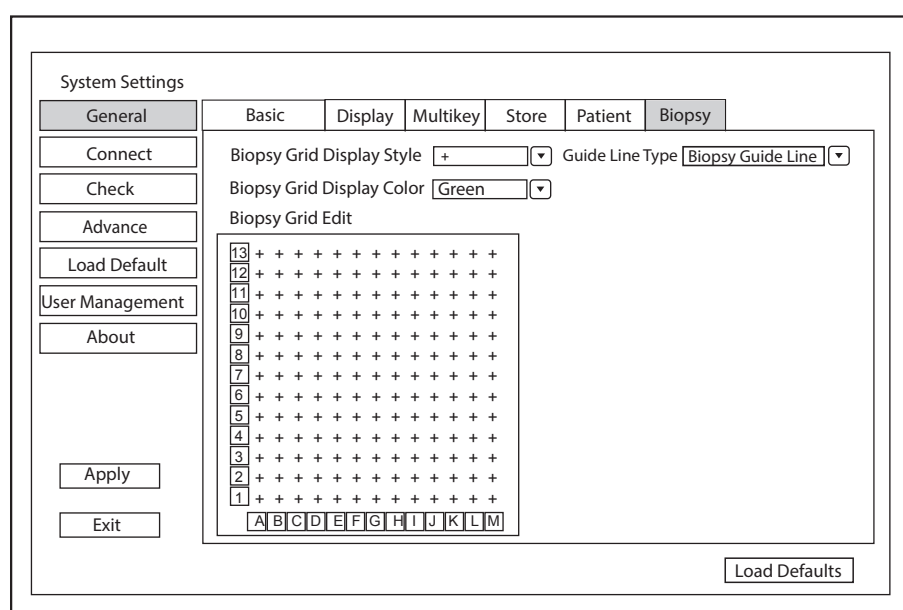 System Settings
General
Basic Display Multikey Store Patient Biopsy
Connect
Biopsy Grid Display Style + Guide Line Type Biopsy Guide Line
Check
Biopsy Grid Display Color Green
Advance
Biopsy Grid Edit
Load Default
User Management
About
13 + + + + + + + + + + + + +
12 + + + + + + + + + + + + +
11 + + + + + + + + + + + + +
10 + + + + + + + + + + + + +
9 + + + + + + + + + + + + +
8 + + + + + + + + + + + + +
7 + + + + + + + + + + + + +
6 + + + + + + + + + + + + +
5 + + + + + + + + + + + + +
4 + + + + + + + + + + + + +
3 + + + + + + + + + + + + +
2 + + + + + + + + + + + + +
1 + + + + + + + + + + + + +
A B C D E F G H I J K L M
Apply
Exit
Load Defaults